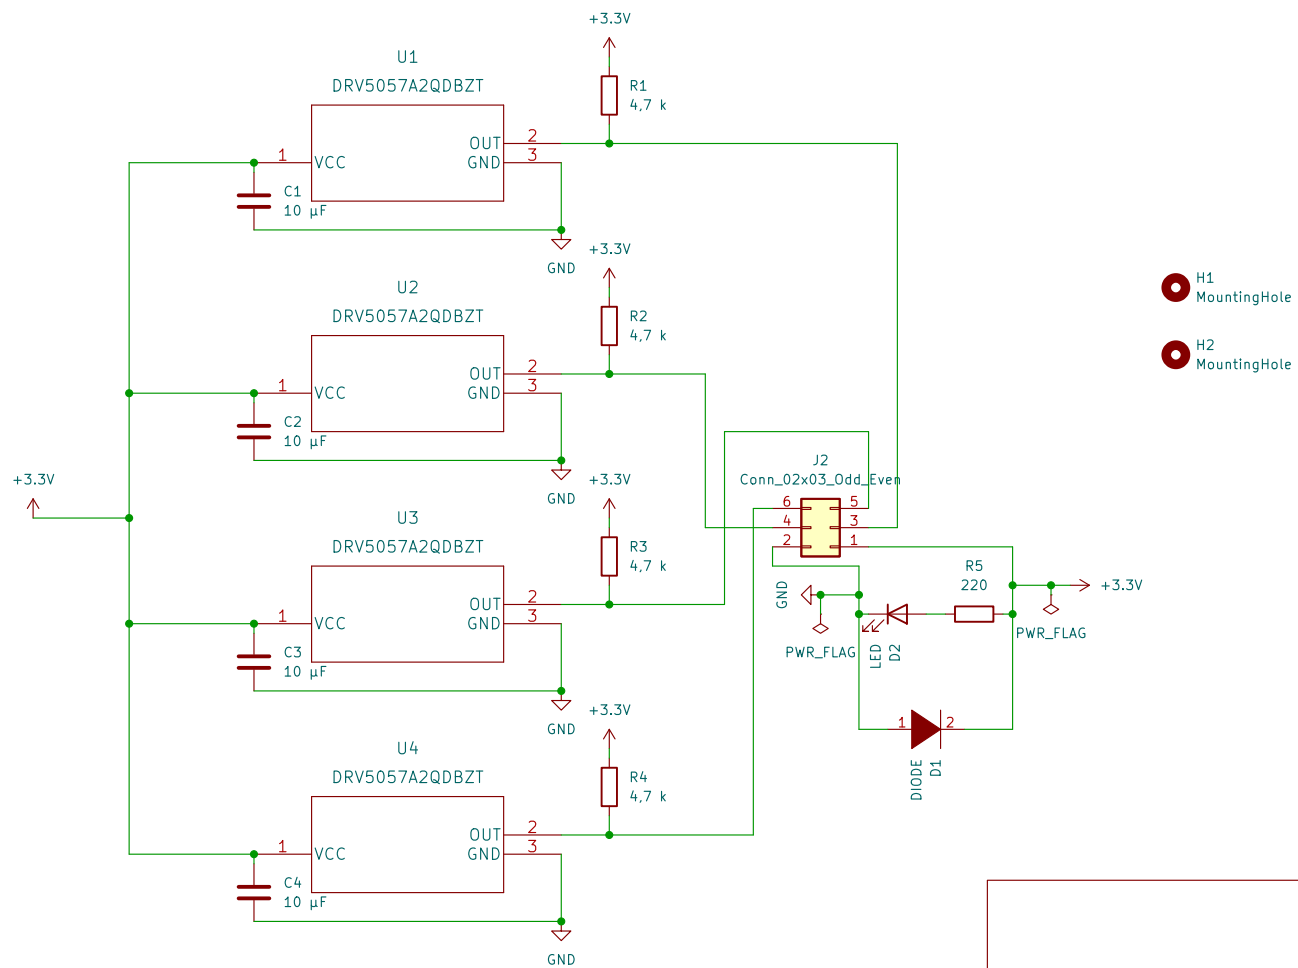 +3.3V
U1
DRV5057A2QDBZT
R1
4,7 k
OUT
2
1
VCC
GND
3
C1
10 µF
GND
+3.3V
U2
DRV5057A2QDBZT
R2
4,7 k
OUT
2
1
VCC
GND
3
C2
10 µF
GND
H1
MountingHole
H2
MountingHole
+3.3V
+3.3V
U3
DRV5057A2QDBZT
R3
4,7 k
OUT
2
1
VCC
GND
3
C3
10 µF
GND
J2
Conn_02x03_Odd_Even
6
5
4
3
2
1
R5
220
+3.3V
GND
PWR_FLAG
PWR_FLAG
LED
D2
1
2
DIODE
D1
+3.3V
U4
DRV5057A2QDBZT
R4
4,7 k
OUT
2
1
VCC
GND
3
C4
10 µF
GND